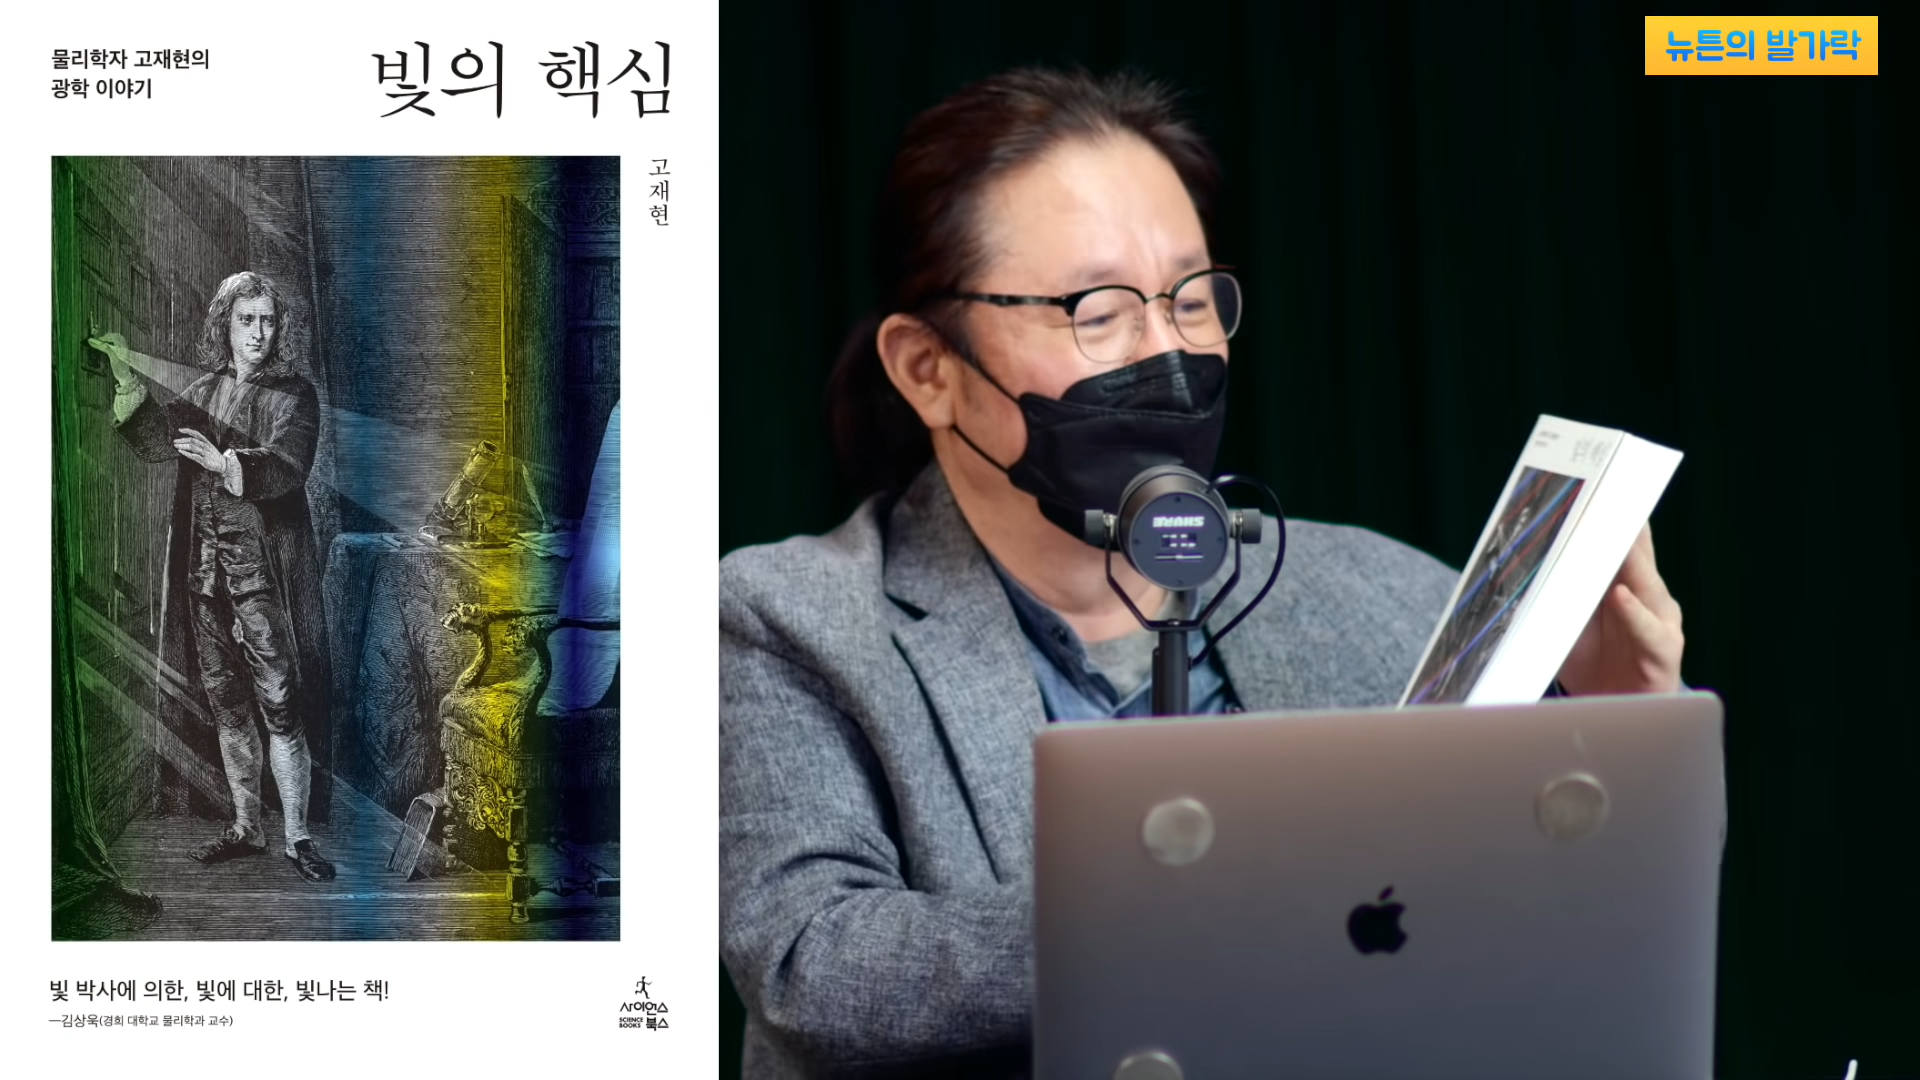 물리학자 고재현의
광학 이야기
빛의 핵심
고재현
빛 박사에 의한, 빛에 대한, 빛나는 책!
—김상욱(경희 대학교 물리학과 교수)
사이언스
SCIENCE BOOKS 북스
뉴튼의 발가락
SHURE